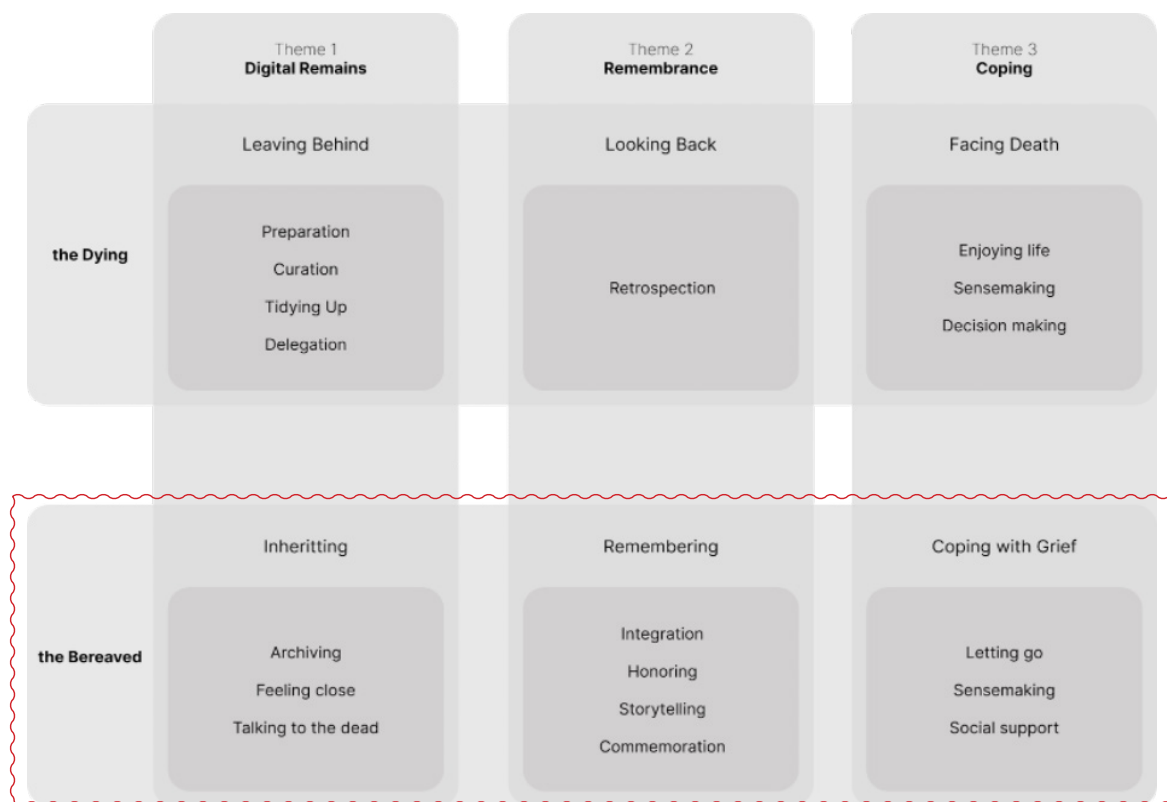 Theme 1
Digital Remains
Theme 2
Remembrance
Theme 3
Coping
the Dying
Leaving Behind
Preparation
Curation
Tidying Up
Delegation
Looking Back
Retrospection
Facing Death
Enjoying life
Sensemaking
Decision making
the Bereaved
Inheritting
Archiving
Feeling close
Talking to the dead
Remembering
Integration
Honoring
Storytelling
Commemoration
Coping with Grief
Letting go
Sensemaking
Social support